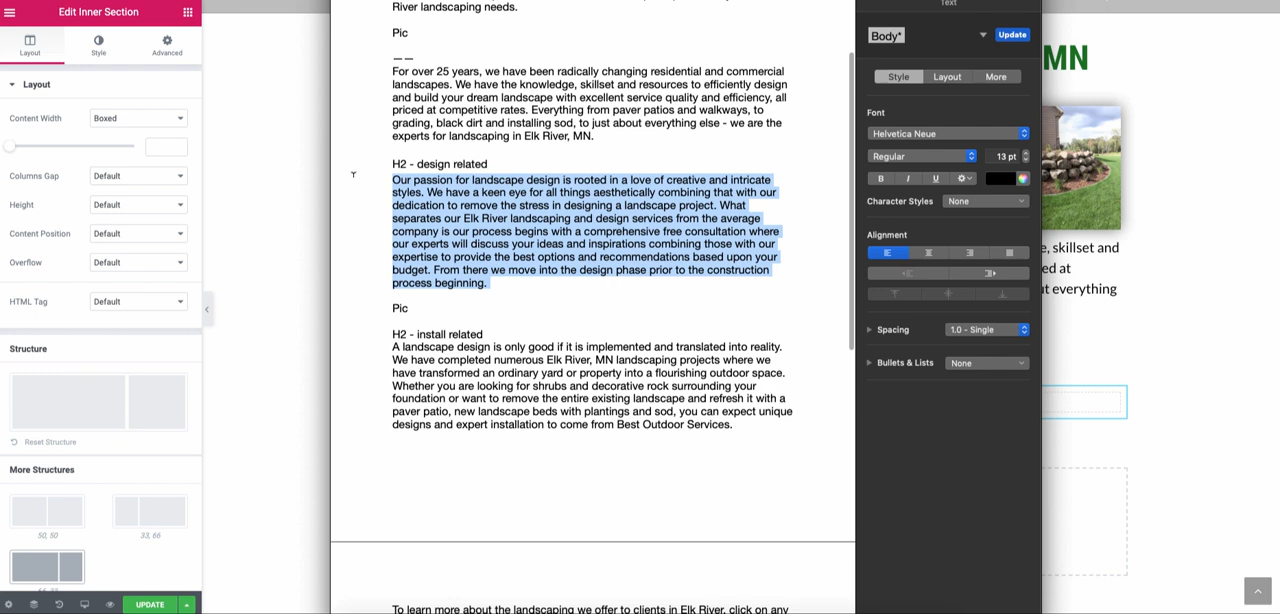 Edit Inner Section
Layout
Style
Advanced
Layout
Content Width
Boxed
Columns Gap
Default
Height
Default
Content Position
Default
Overflow
Default
HTML Tag
Default
Structure
Reset Structure
More Structures
50, 50
33, 66
UPDATE
River landscaping needs.
Pic
——
For over 25 years, we have been radically changing residential and commercial
landscapes. We have the knowledge, skillset and resources to efficiently design
and build your dream landscape with excellent service quality and efficiency, all
priced at competitive rates. Everything from paver patios and walkways, to
grading, black dirt and installing sod, to just about everything else - we are the
experts for landscaping in Elk River, MN.
H2 - design related
Our passion for landscape design is rooted in a love of creative and intricate
styles. We have a keen eye for all things aesthetically combining that with our
dedication to remove the stress in designing a landscape project. What
separates our Elk River landscaping and design services from the average
company is our process begins with a comprehensive free consultation where
our experts will discuss your ideas and inspirations combining those with our
expertise to provide the best options and recommendations based upon your
budget. From there we move into the design phase prior to the construction
process beginning.
Pic
H2 - install related
A landscape design is only good if it is implemented and translated into reality.
We have completed numerous Elk River, MN landscaping projects where we
have transformed an ordinary yard or property into a flourishing outdoor space.
Whether you are looking for shrubs and decorative rock surrounding your
foundation or want to remove the entire existing landscape and refresh it with a
paver patio, new landscape beds with plantings and sod, you can expect unique
designs and expert installation to come from Best Outdoor Services.
To learn more about the landscaping we offer to clients in Elk River, click on any
Text
Body*
Update
Style
Layout
More
Font
Helvetica Neue
Regular
13 pt
B
I
U
Character Styles
None
Alignment
Spacing
1.0 - Single
Bullets & Lists
None
MN
e, skillset and
ed at
ut everything